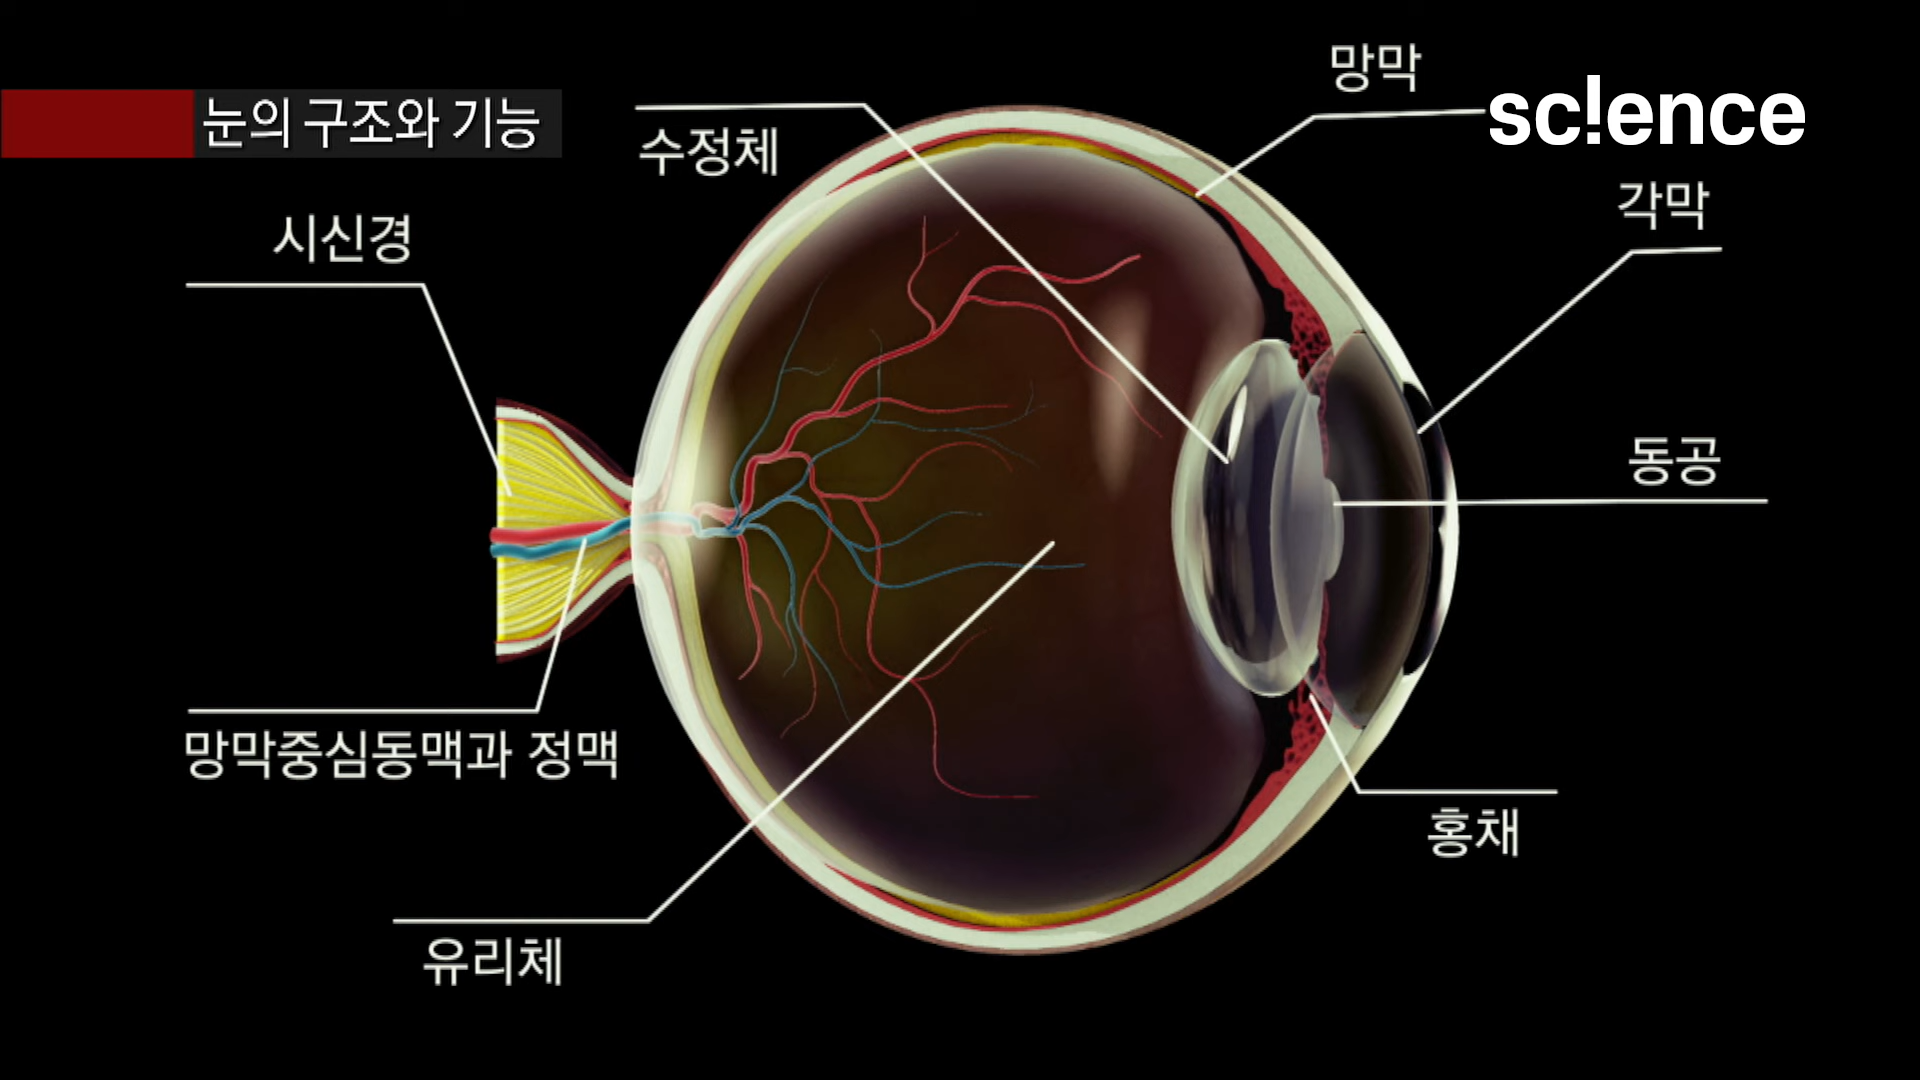 눈의 구조와 기능
sc!ence
망막
수정체
각막
시신경
동공
망막중심동맥과 정맥
홍채
유리체